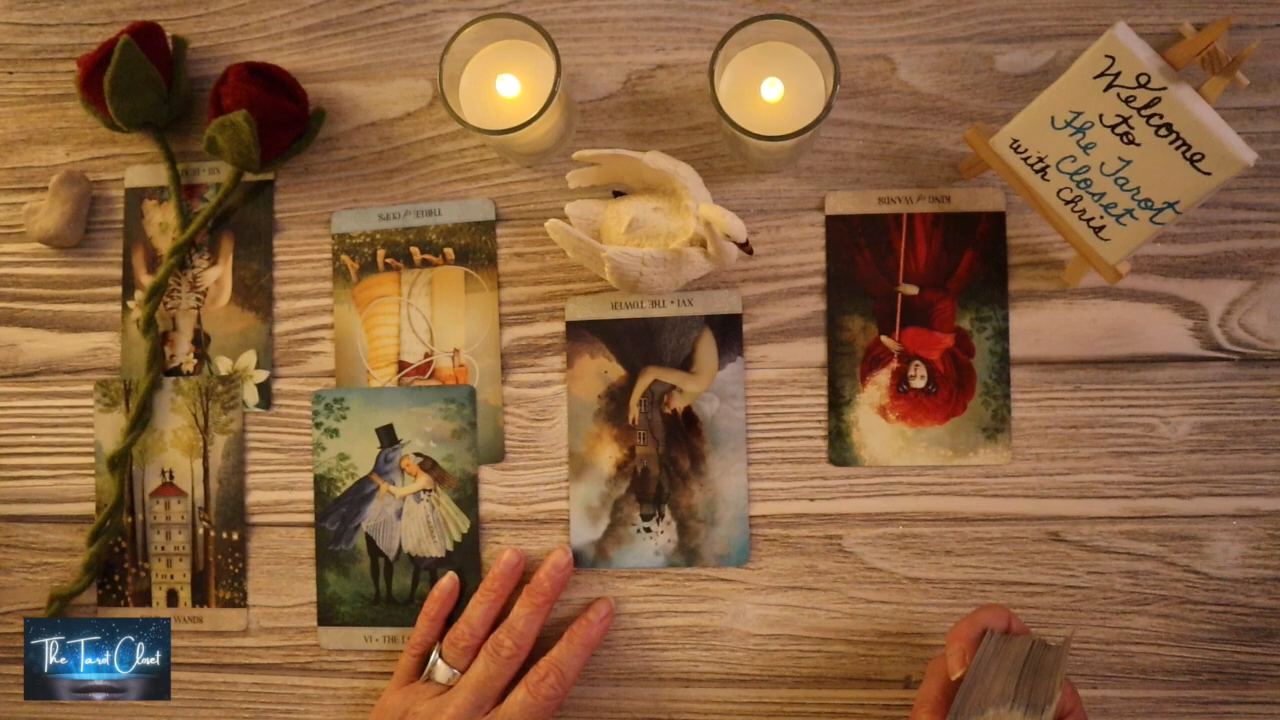 Welcome
to
The Tarot
Closet
with Chris
XIII
THREE of CUPS
XVI • THE TOWER
KING of WANDS
WANDS
VI • THE
The Tarot Closet